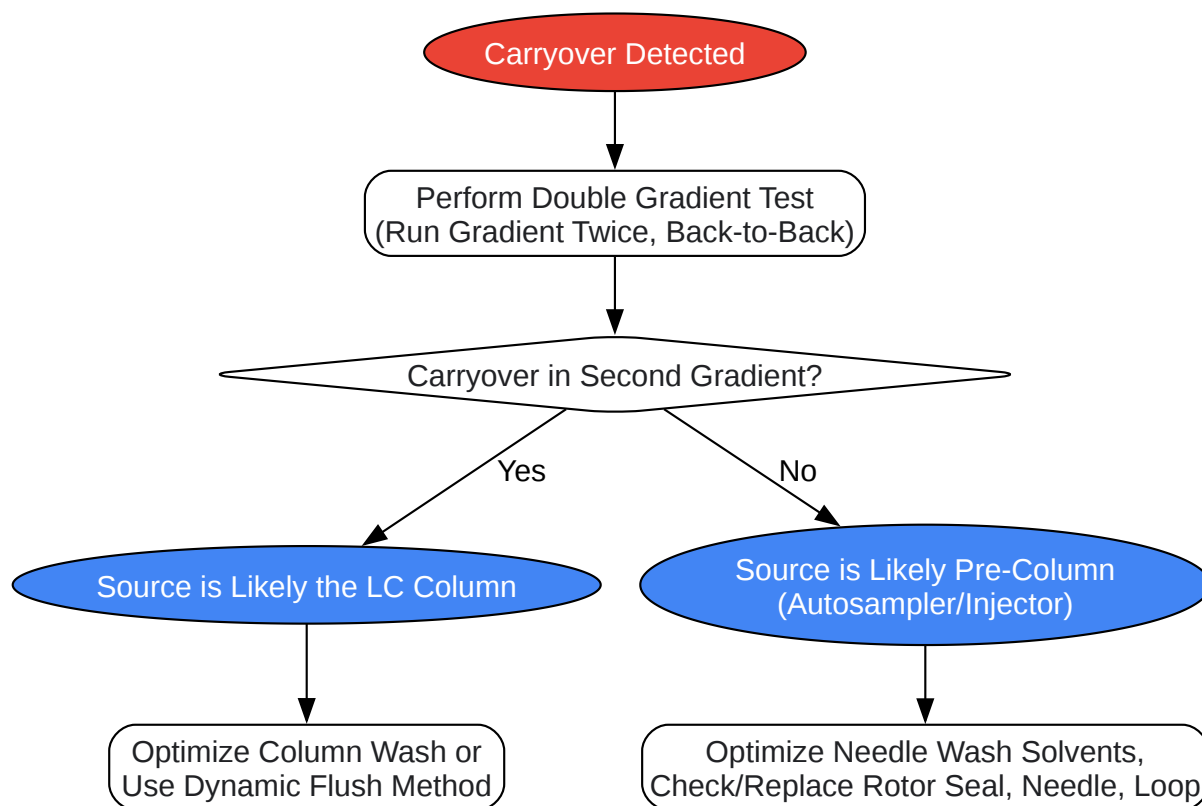 Carryover Detected
Perform Double Gradient Test
(Run Gradient Twice, Back-to-Back)
Carryover in Second Gradient?
Yes
No
Source is Likely the LC Column
Source is Likely Pre-Column
(Autosampler/Injector)
Optimize Column Wash or
Use Dynamic Flush Method
Optimize Needle Wash Solvents,
Check/Replace Rotor Seal, Needle, Loop